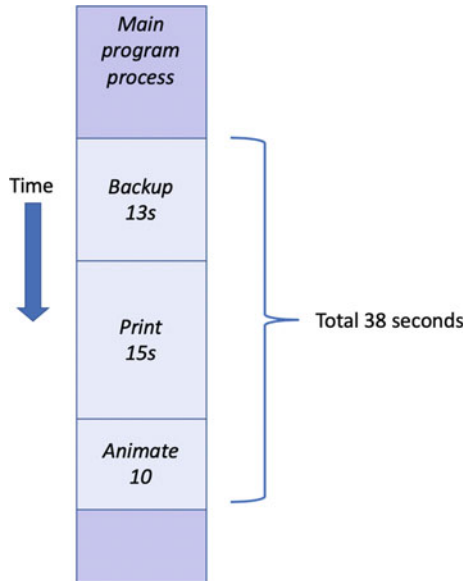 Main
program
process
Time
Backup
13s
Print
15s
Total 38 seconds
Animate
10